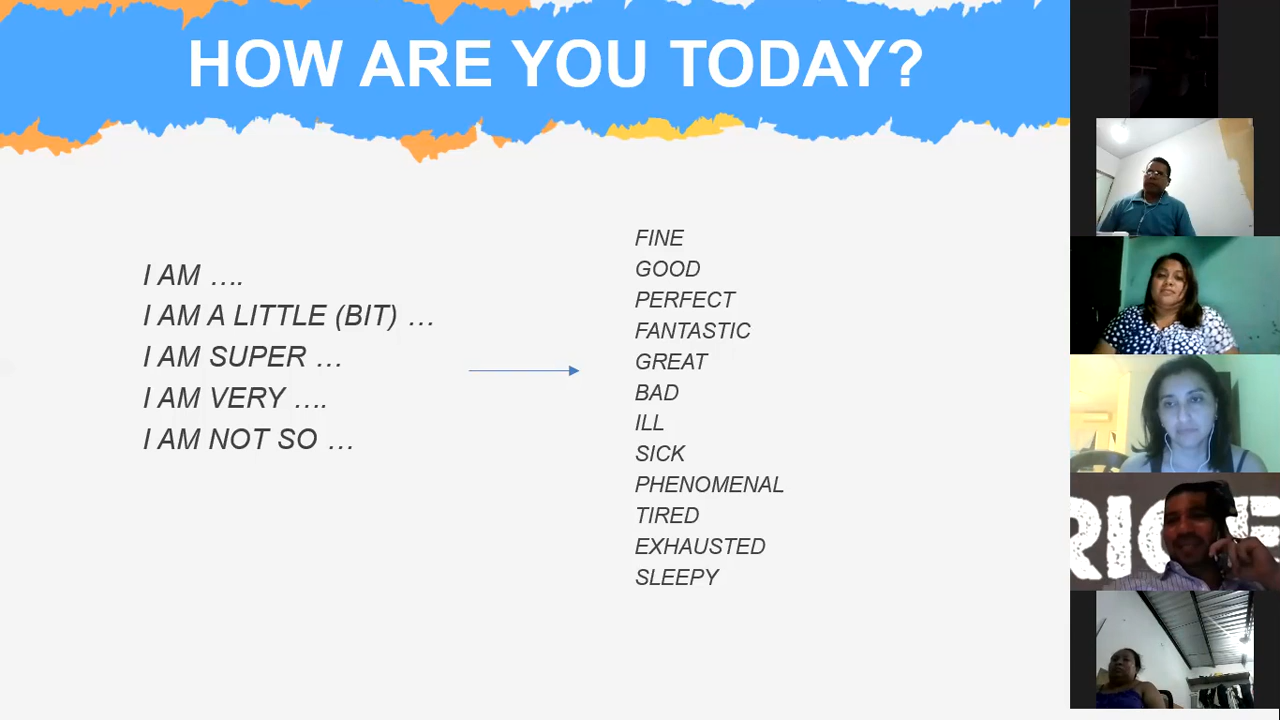 HOW ARE YOU TODAY?
I AM ….
I AM A LITTLE (BIT) …
I AM SUPER …
I AM VERY ….
I AM NOT SO …
FINE
GOOD
PERFECT
FANTASTIC
GREAT
BAD
ILL
SICK
PHENOMENAL
TIRED
EXHAUSTED
SLEEPY